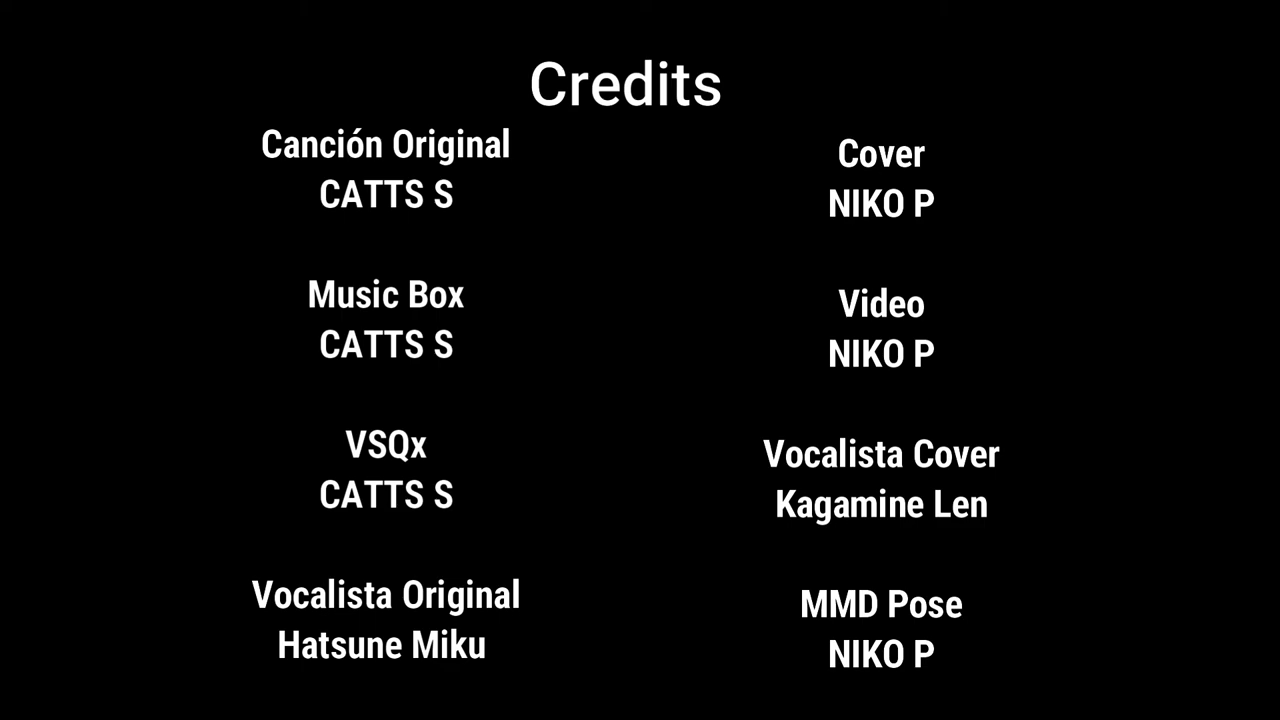 Credits
Canción Original
CATTS S
Music Box
CATTS S
VSQx
CATTS S
Vocalista Original
Hatsune Miku
Cover
NIKO P
Video
NIKO P
Vocalista Cover
Kagamine Len
MMD Pose
NIKO P